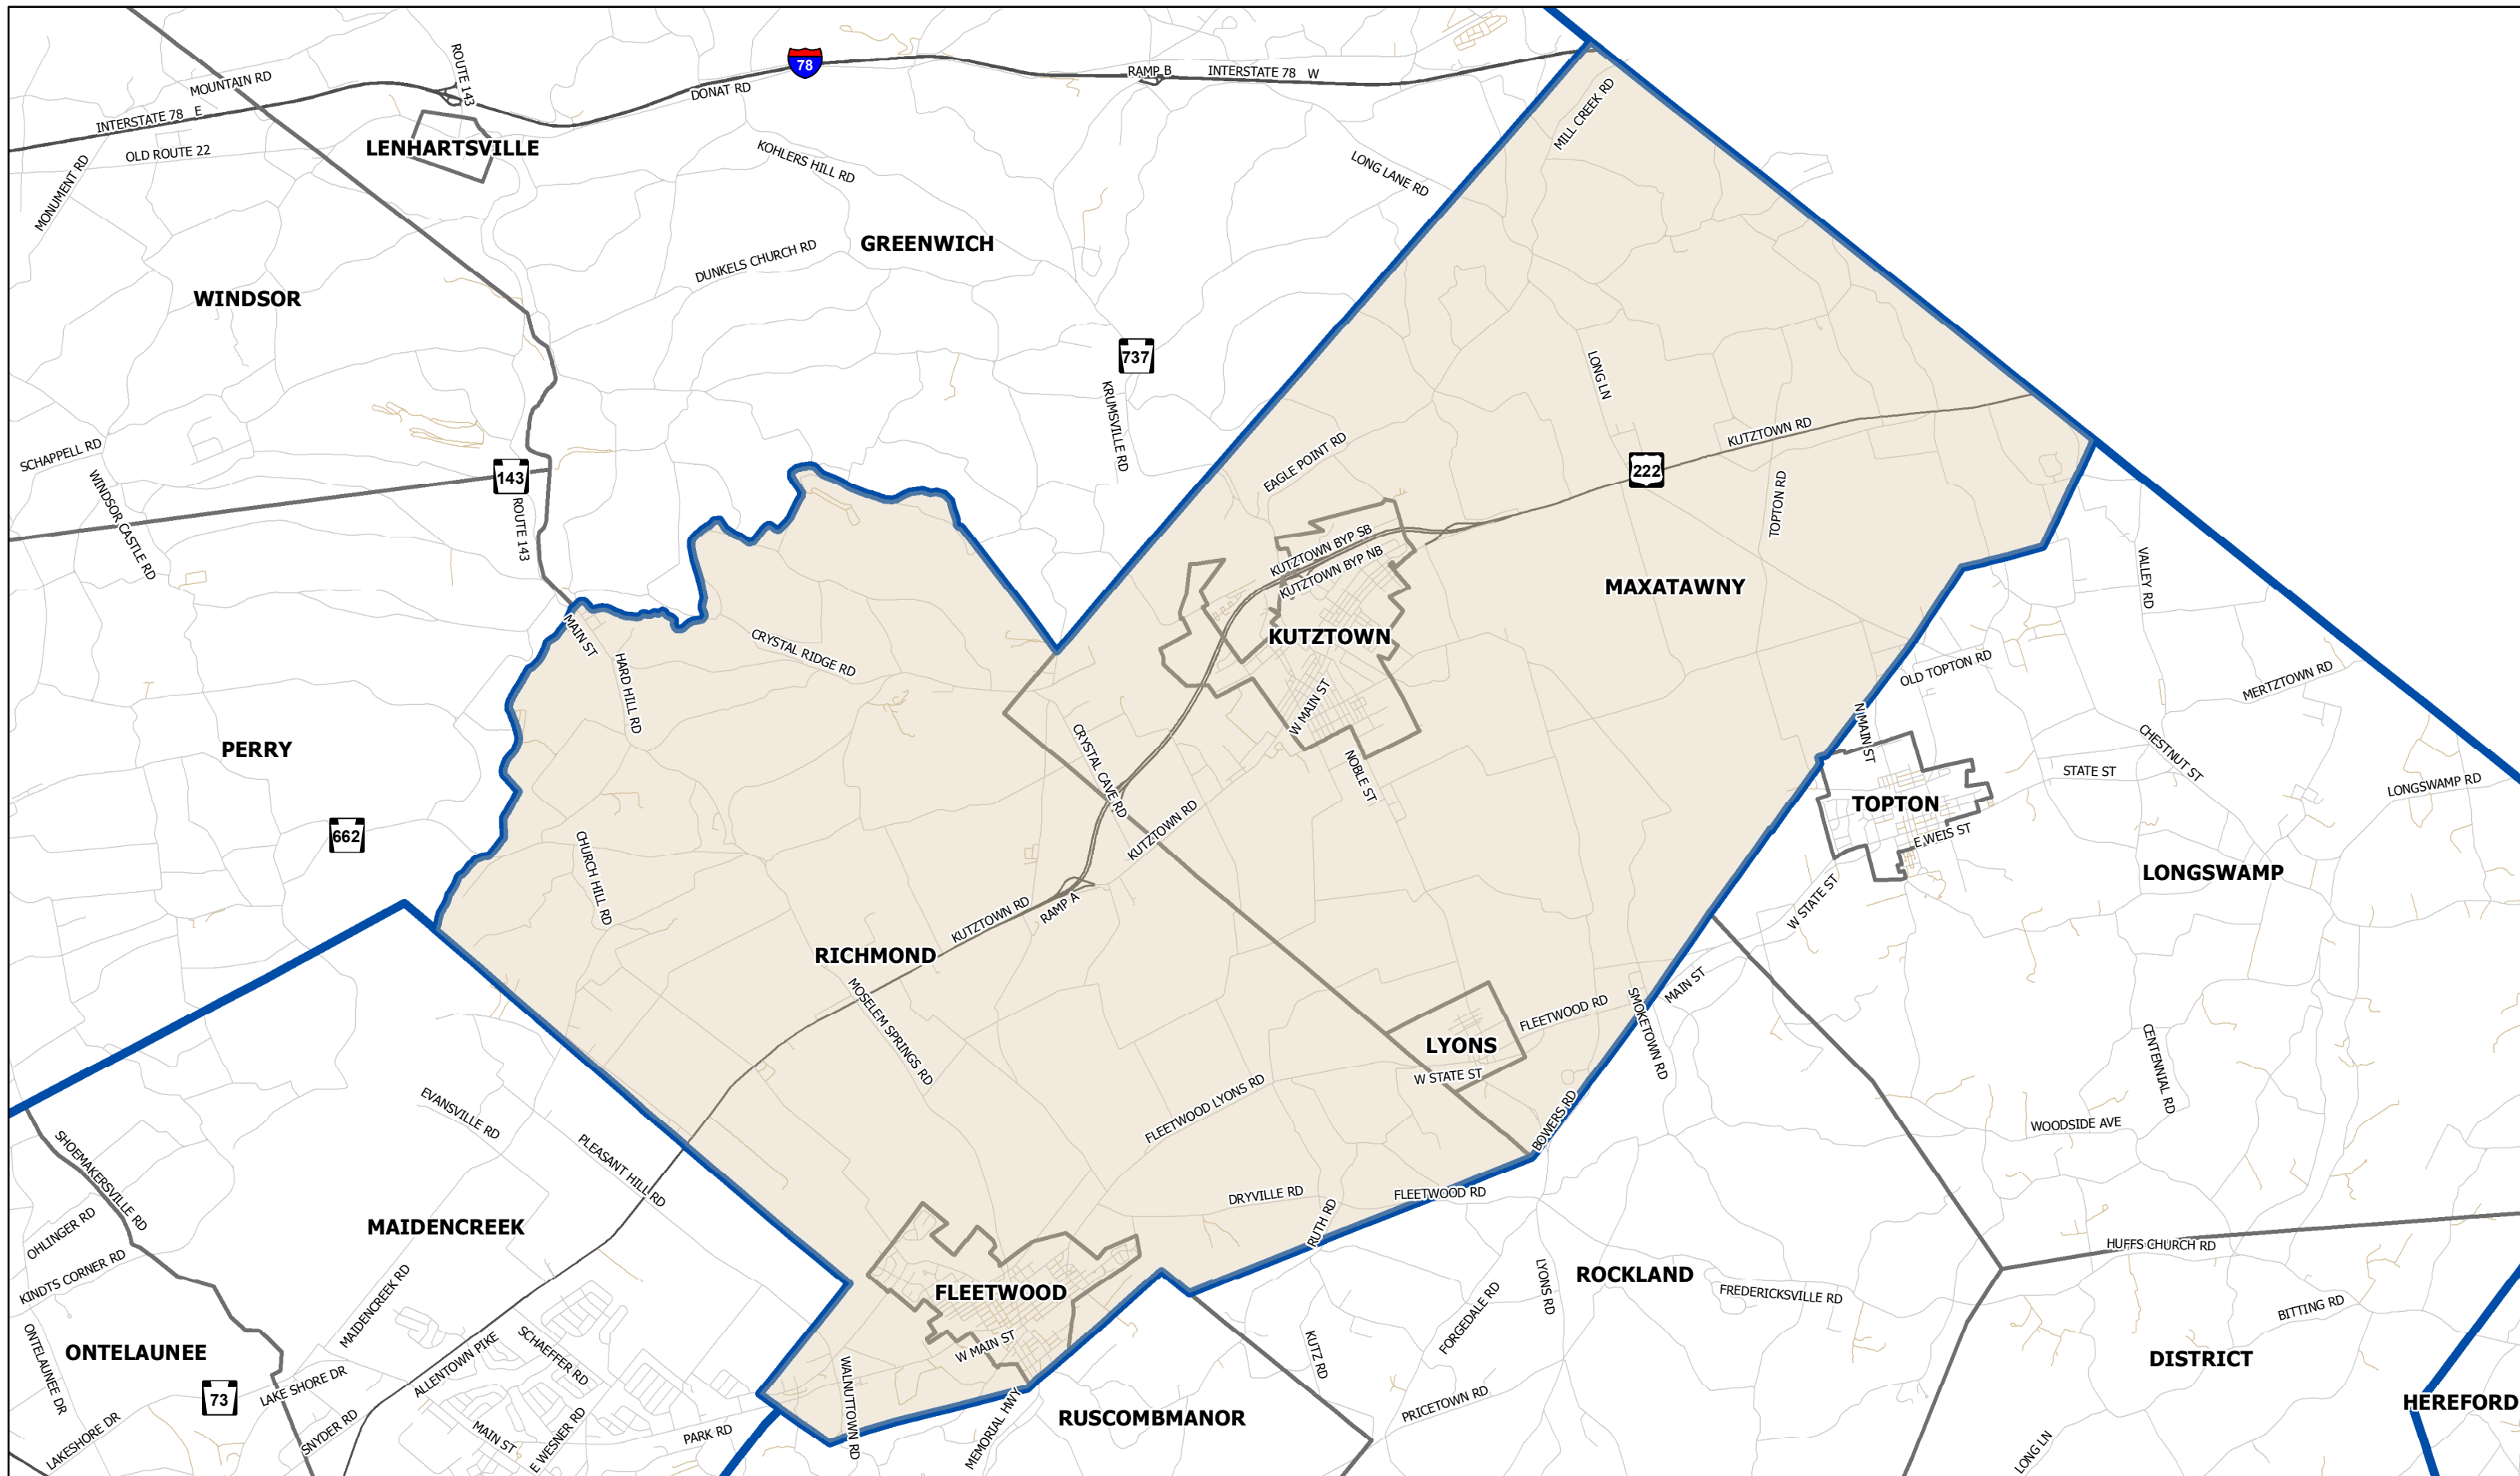 ROUTE 143
MOUNTAIN RD
INTERSTATE 78 E
OLD ROUTE 22
MONUMENT RD
LENHARTSVILLE
DONAT RD
78
RAMP B
INTERSTATE 78 W
MILL CREEK RD
KOHLERS HILL RD
LONG LANE RD
DUNKELS CHURCH RD
GREENWICH
WINDSOR
737
KRUMSVILLE RD
LONG LN
KUTZTOWN RD
EAGLE POINT RD
222
TOPTON RD
SCHAPPELL RD
WINDSOR CASTLE RD
143
ROUTE 143
KUTZTOWN BYP SB
KUTZTOWN BYP NB
MAXATAWNY
KUTZTOWN
VALLEY RD
MAIN ST
HARD HILL RD
CRYSTAL RIDGE RD
OLD TOPTON RD
MERTZTOWN RD
W MAIN ST
N MAIN ST
PERRY
CRYSTAL CAVE RD
NOBLE ST
CHESTNUT ST
STATE ST
LONGSWAMP RD
TOPTON
E WEIS ST
662
CHURCH HILL RD
KUTZTOWN RD
LONGSWAMP
W STATE ST
KUTZTOWN RD
RAMP A
RICHMOND
MOSELEM SPRINGS RD
MAIN ST
FLEETWOOD RD
SMOKETOWN RD
LYONS
W STATE ST
CENTENNIAL RD
FLEETWOOD LYONS RD
BOWERS RD
WOODSIDE AVE
EVANSVILLE RD
PLEASANT HILL RD
SHOEMAKERSVILLE RD
DRYVILLE RD
FLEETWOOD RD
RUTH RD
OHLINGER RD
KINDTS CORNER RD
MAIDENCREEK
MAIDENCREEK RD
HUFFS CHURCH RD
FLEETWOOD
ROCKLAND
LYONS RD
FREDERICKSVILLE RD
BITTING RD
FORGEDALE RD
KUTZ RD
ONTELAUNEE
ONTELAUNEE DR
73
LAKE SHORE DR
ALLENTOWN PIKE
SCHAEFFER RD
W MAIN ST
WALNUTTOWN RD
DISTRICT
HEREFORD
PRICETOWN RD
RUSCOMBMANOR
MEMORIAL HWY
PARK RD
LAKESHORE DR
SNYDER RD
MAIN ST
E WESNER RD
LONG LN